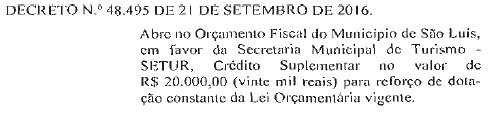 DECRETO N.º 48.495 DE 21 DE SETEMBRO DE 2016.
Abre no Orçamento Fiscal do Município de São Luís,
em favor da Secretaria Municipal de Turismo -
SETUR, Crédito Suplementar no valor de
R$ 20.000,00 (vinte mil reais) para reforço de dota-
ção constante da Lei Orçamentária vigente.